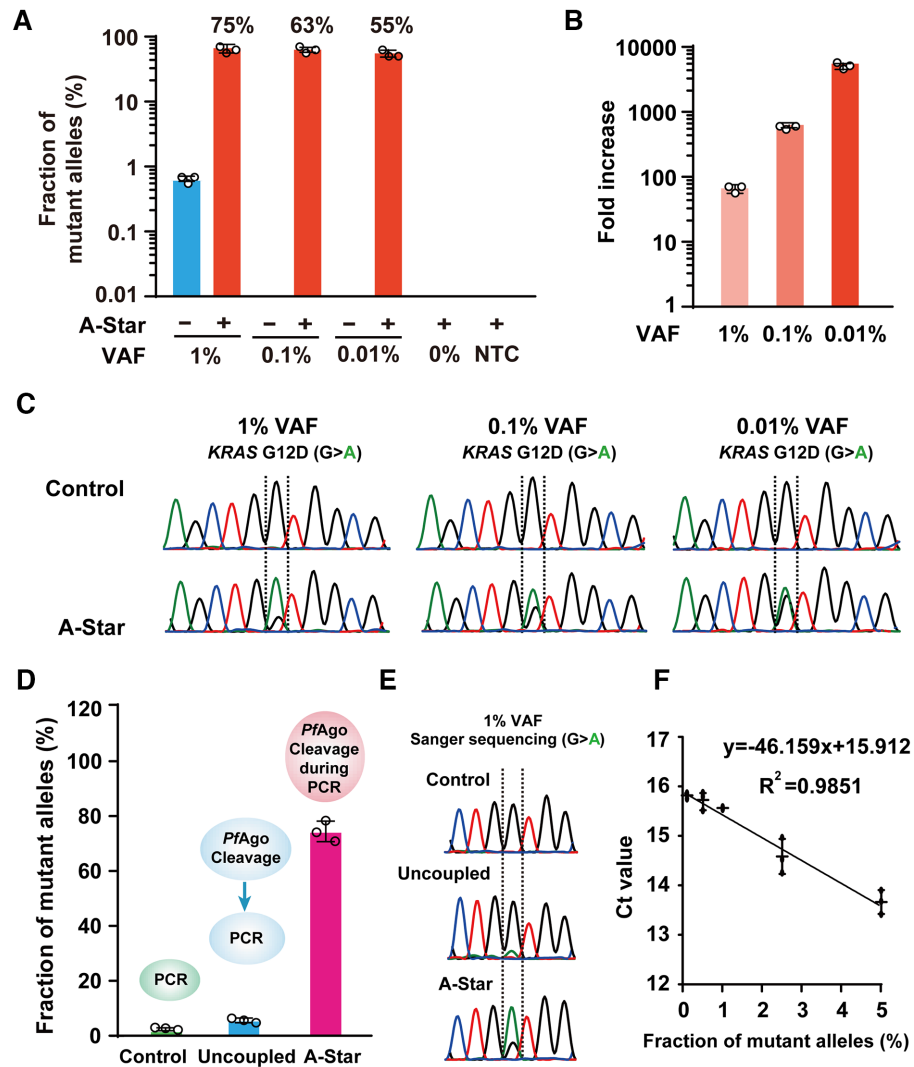 A
75% 63% 55%
100
10
1
0.1
0.01
Fraction of
mutant alleles (%)
A-Star − + − + − + + +
VAF 1% 0.1% 0.01% 0% NTC
B
10000
1000
100
10
1
Fold increase
VAF 1% 0.1% 0.01%
C
1% VAF
KRAS G12D (G>A)
0.1% VAF
KRAS G12D (G>A)
0.01% VAF
KRAS G12D (G>A)
Control
A-Star
D
120
100
80
60
40
20
0
Fraction of mutant alleles (%)
PCR
PfAgo
Cleavage
PCR
PfAgo
Cleavage
during
PCR
Control Uncoupled A-Star
E
1% VAF
Sanger sequencing (G>A)
Control
Uncoupled
A-Star
F
17
16
15
14
13
12
Ct value
y=-46.159x+15.912
R²=0.9851
0 1 2 3 4 5
Fraction of mutant alleles (%)